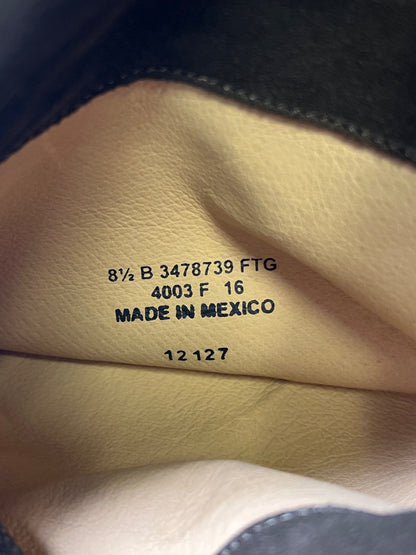 8½ B 3478739 FTG
4003 F 16
MADE IN MEXICO
12127